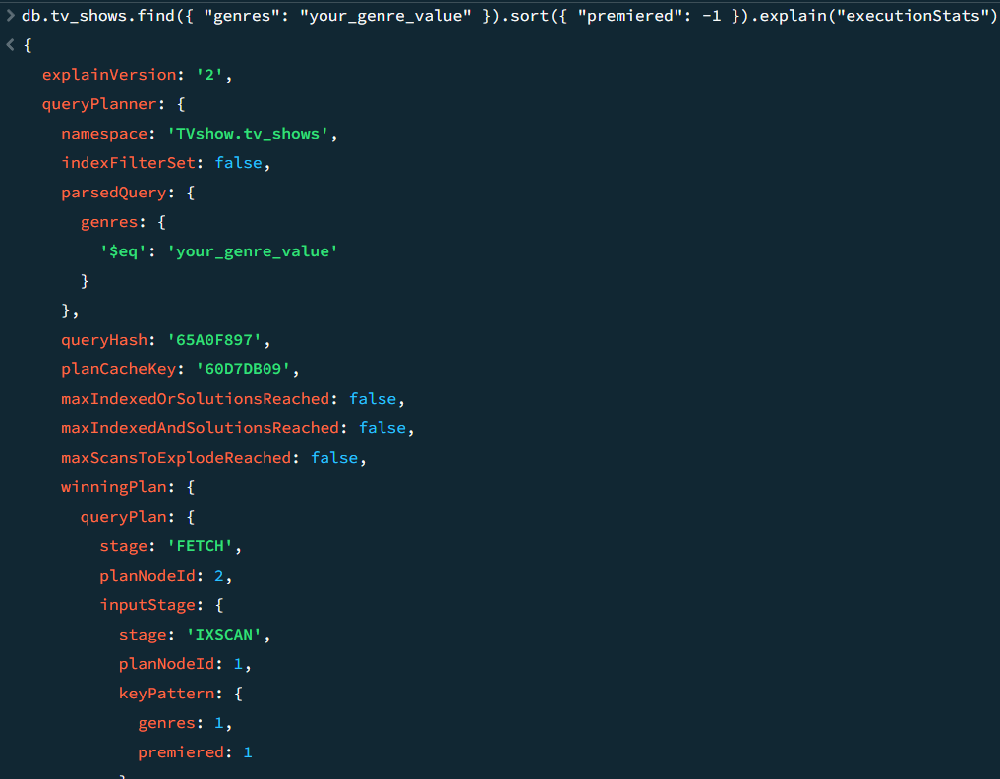 db.tv_shows.find({ "genres": "your_genre_value" }).sort({ "premiered": -1 }).explain("executionStats")
{
explainVersion: '2',
queryPlanner: {
namespace: 'TVshow.tv_shows',
indexFilterSet: false,
parsedQuery: {
genres: {
'$eq': 'your_genre_value'
}
},
queryHash: '65A0F897',
planCacheKey: '60D7DB09',
maxIndexedOrSolutionsReached: false,
maxIndexedAndSolutionsReached: false,
maxScansToExplodeReached: false,
winningPlan: {
queryPlan: {
stage: 'FETCH',
planNodeId: 2,
inputStage: {
stage: 'IXSCAN',
planNodeId: 1,
keyPattern: {
genres: 1,
premiered: 1